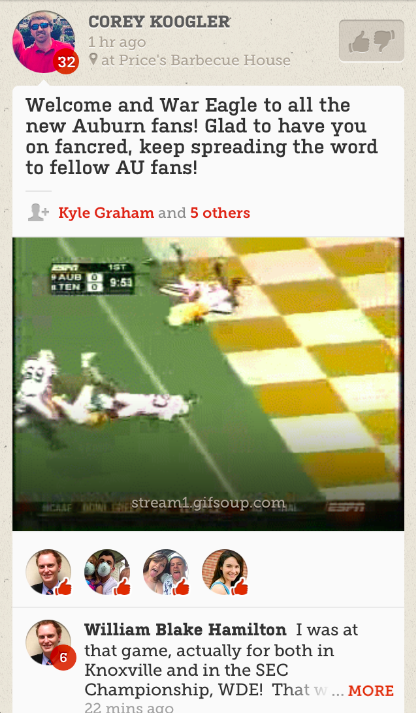 COREY KOOGLER
1 hr ago
at Price's Barbecue House
32
Welcome and War Eagle to all the
new Auburn fans! Glad to have you
on fancred, keep spreading the word
to fellow AU fans!
Kyle Graham and 5 others
ESPN 1ST
9 AUB 0 9:53
8 TEN 0
69
stream1.gifsoup.com
NCAAF BOWL
ESPN
William Blake Hamilton I was at
that game, actually for both in
Knoxville and in the SEC
Championship, WDE! That w... MORE
6
22 mins ago